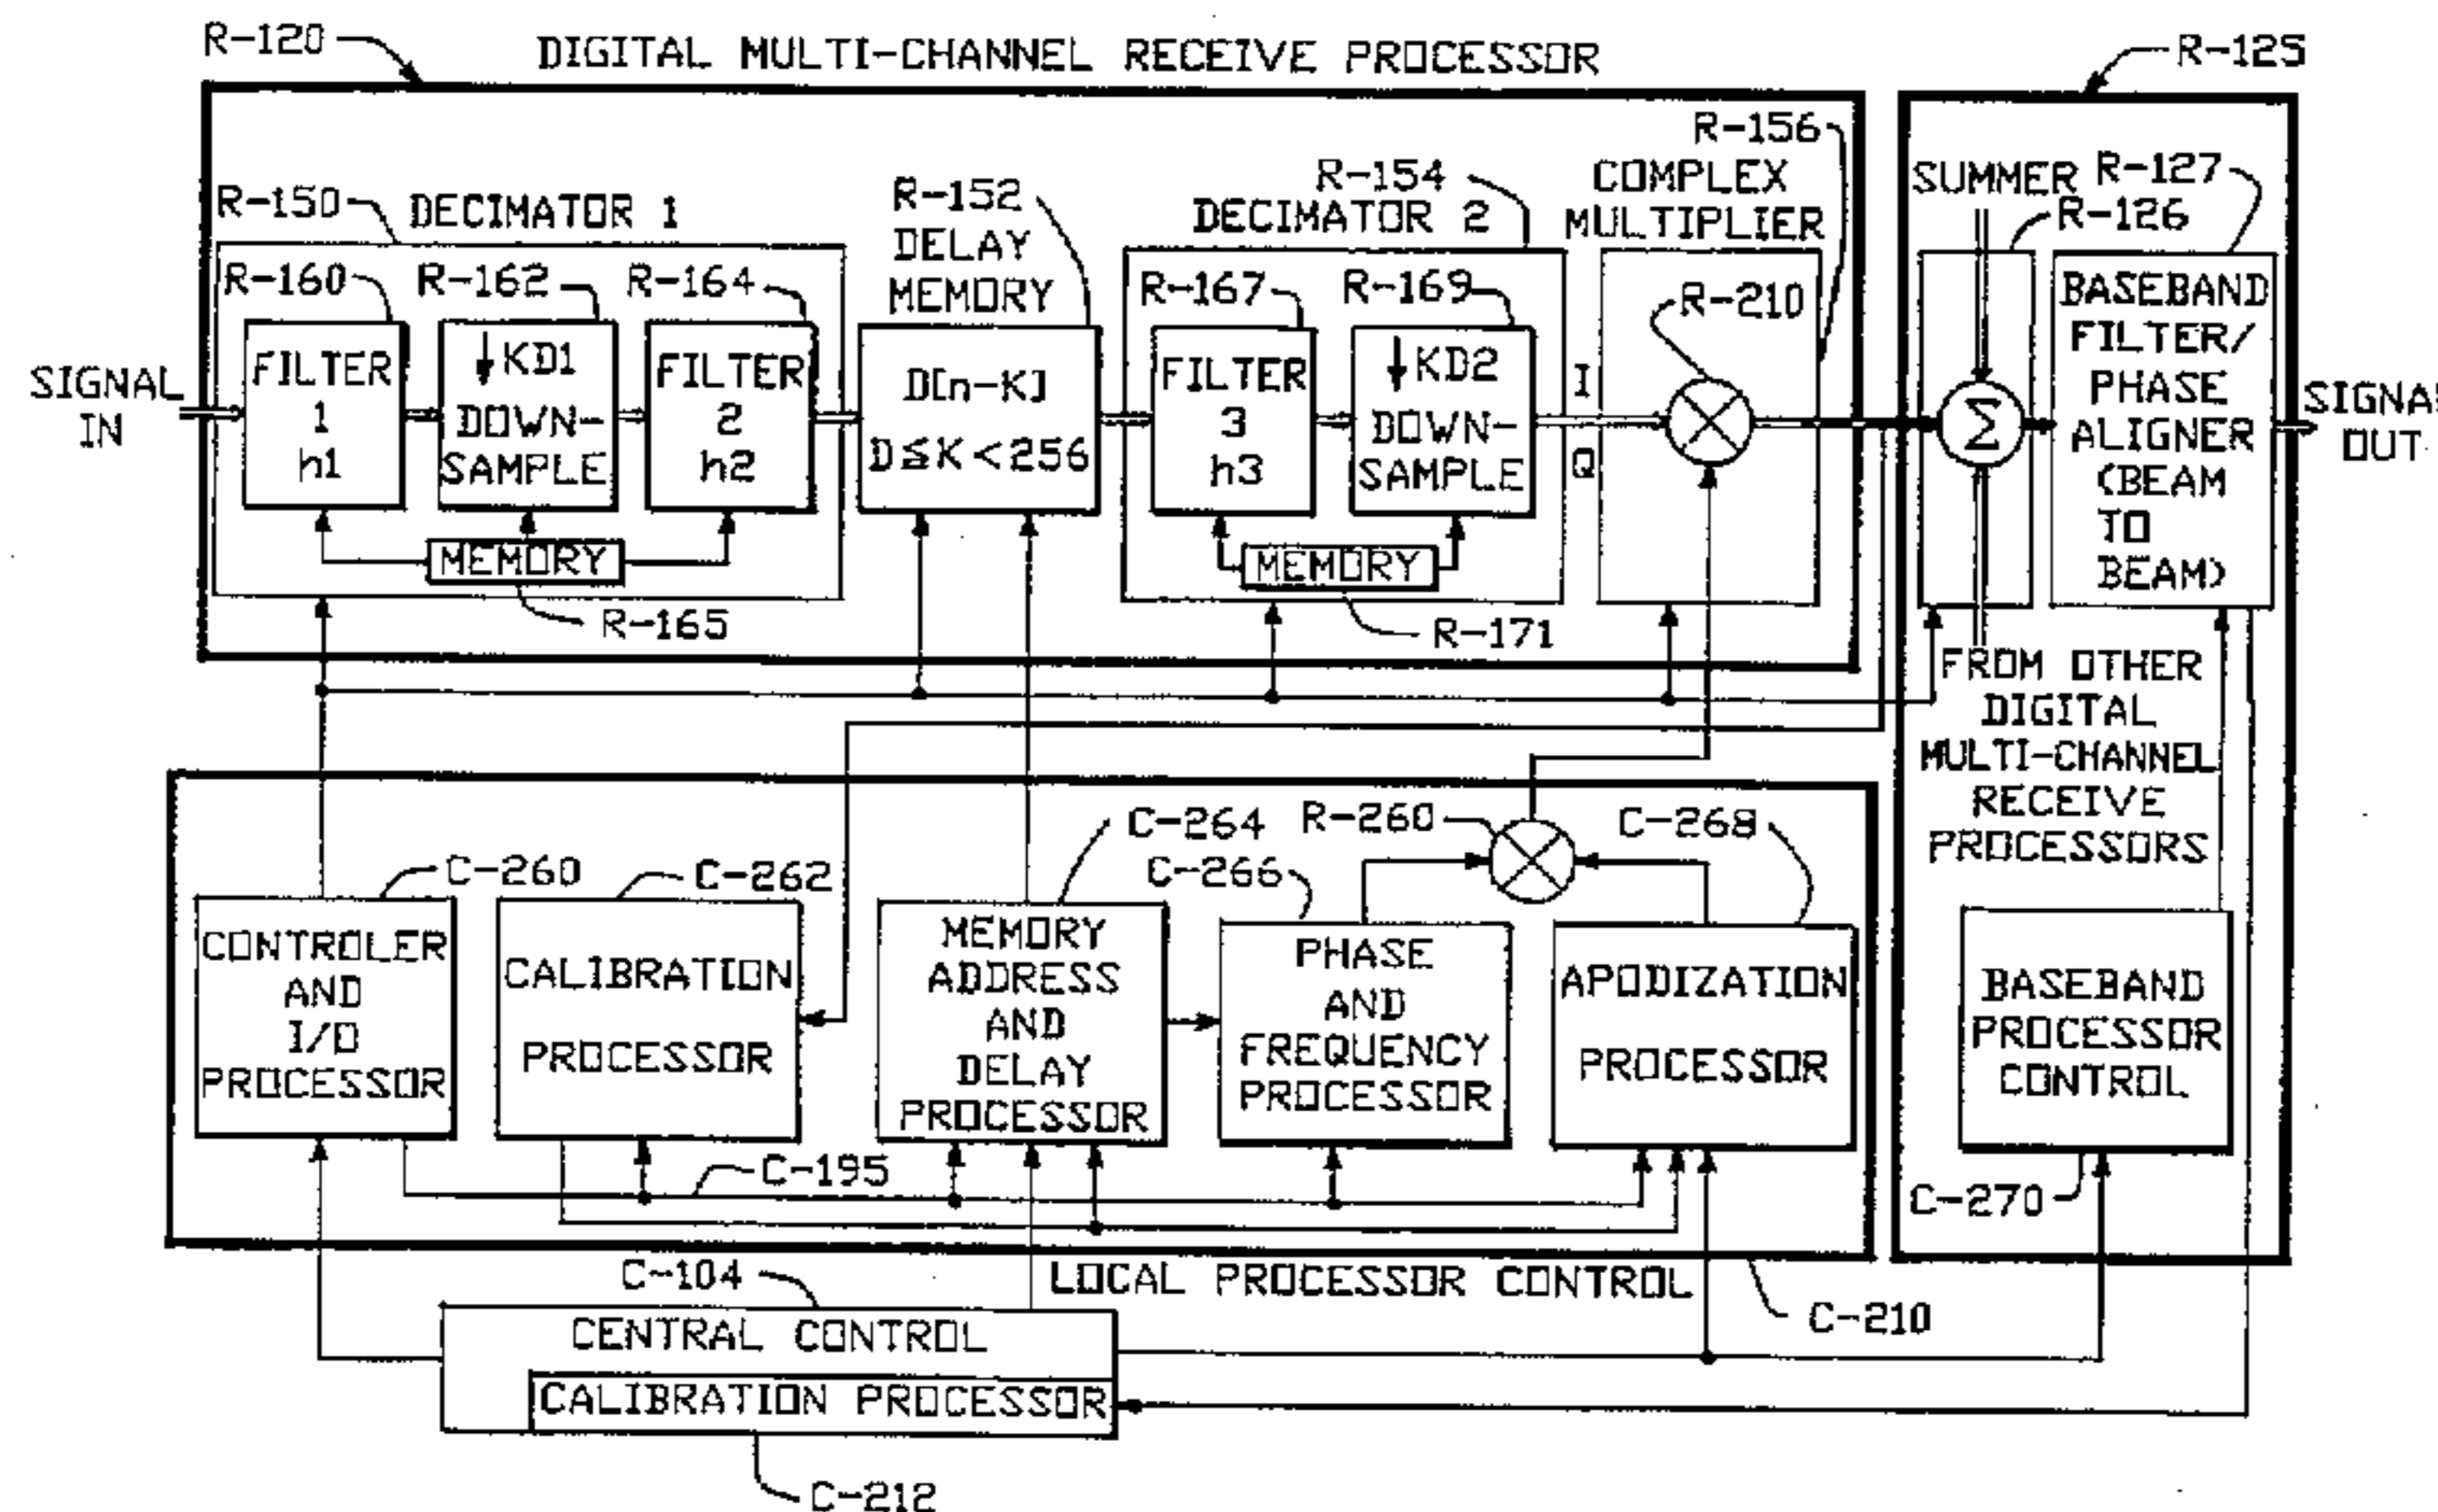 R-120
DIGITAL MULTI-CHANNEL RECEIVE PROCESSOR
R-125
R-150
DECIMATOR 1
R-160
R-162
R-164
R-152
DELAY
MEMORY
R-154
DECIMATOR 2
R-167
R-169
R-156
COMPLEX
MULTIPLIER
R-210
SUMMER
R-126
R-127
SIGNAL
IN
FILTER
1
h1
↓KD1
DOWN-
SAMPLE
FILTER
2
h2
D[n-K]
D≤K<256
FILTER
3
h3
↓KD2
DOWN-
SAMPLE
I
Q
Σ
BASEBAND
FILTER/
PHASE
ALIGNER
(BEAM
TO
BEAM)
SIGNAL
OUT
MEMORY
R-165
MEMORY
R-171
FROM OTHER
DIGITAL
MULTI-CHANNEL
RECEIVE
PROCESSORS
C-260
C-262
C-264
C-266
R-260
C-268
CONTROLER
AND
I/O
PROCESSOR
CALIBRATION
PROCESSOR
MEMORY
ADDRESS
AND
DELAY
PROCESSOR
PHASE
AND
FREQUENCY
PROCESSOR
APODIZATION
PROCESSOR
BASEBAND
PROCESSOR
CONTROL
C-195
C-270
LOCAL PROCESSOR CONTROL
C-210
C-104
CENTRAL CONTROL
CALIBRATION PROCESSOR
C-212